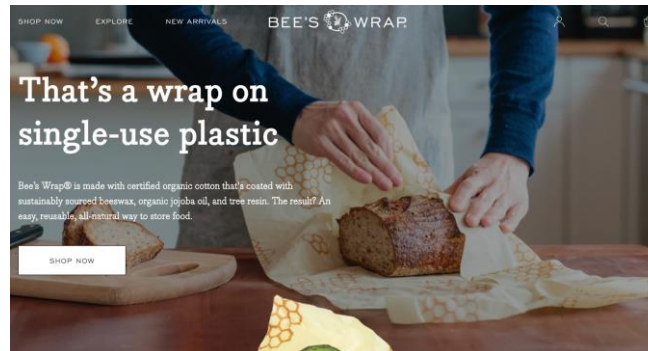 SHOP NOW
EXPLORE
NEW ARRIVALS
BEE'S WRAP
That's a wrap on
single-use plastic
Bee's Wrap® is made with certified organic cotton that's coated with
sustainably sourced beeswax, organic jojoba oil, and tree resin. The result? An
easy, reusable, all-natural way to store food.
SHOP NOW